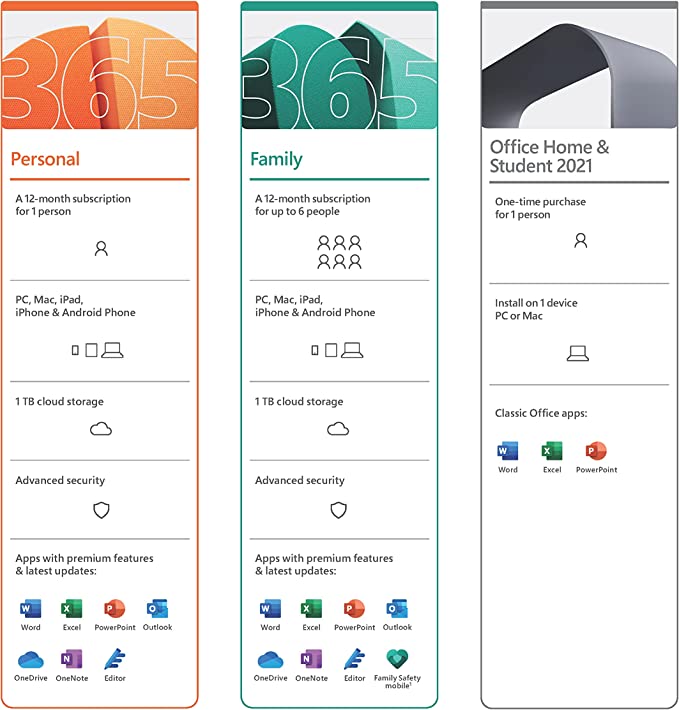 365
Personal
A 12-month subscription
for 1 person
PC, Mac, iPad,
iPhone & Android Phone
1 TB cloud storage
Advanced security
Apps with premium features
& latest updates:
W X P O
Word Excel PowerPoint Outlook
N
OneDrive OneNote Editor
365
Family
A 12-month subscription
for up to 6 people
PC, Mac, iPad,
iPhone & Android Phone
1 TB cloud storage
Advanced security
Apps with premium features
& latest updates:
W X P O
Word Excel PowerPoint Outlook
N
OneDrive OneNote Editor Family Safety
mobile¹
Office Home &
Student 2021
One-time purchase
for 1 person
Install on 1 device
PC or Mac
Classic Office apps:
W X P
Word Excel PowerPoint